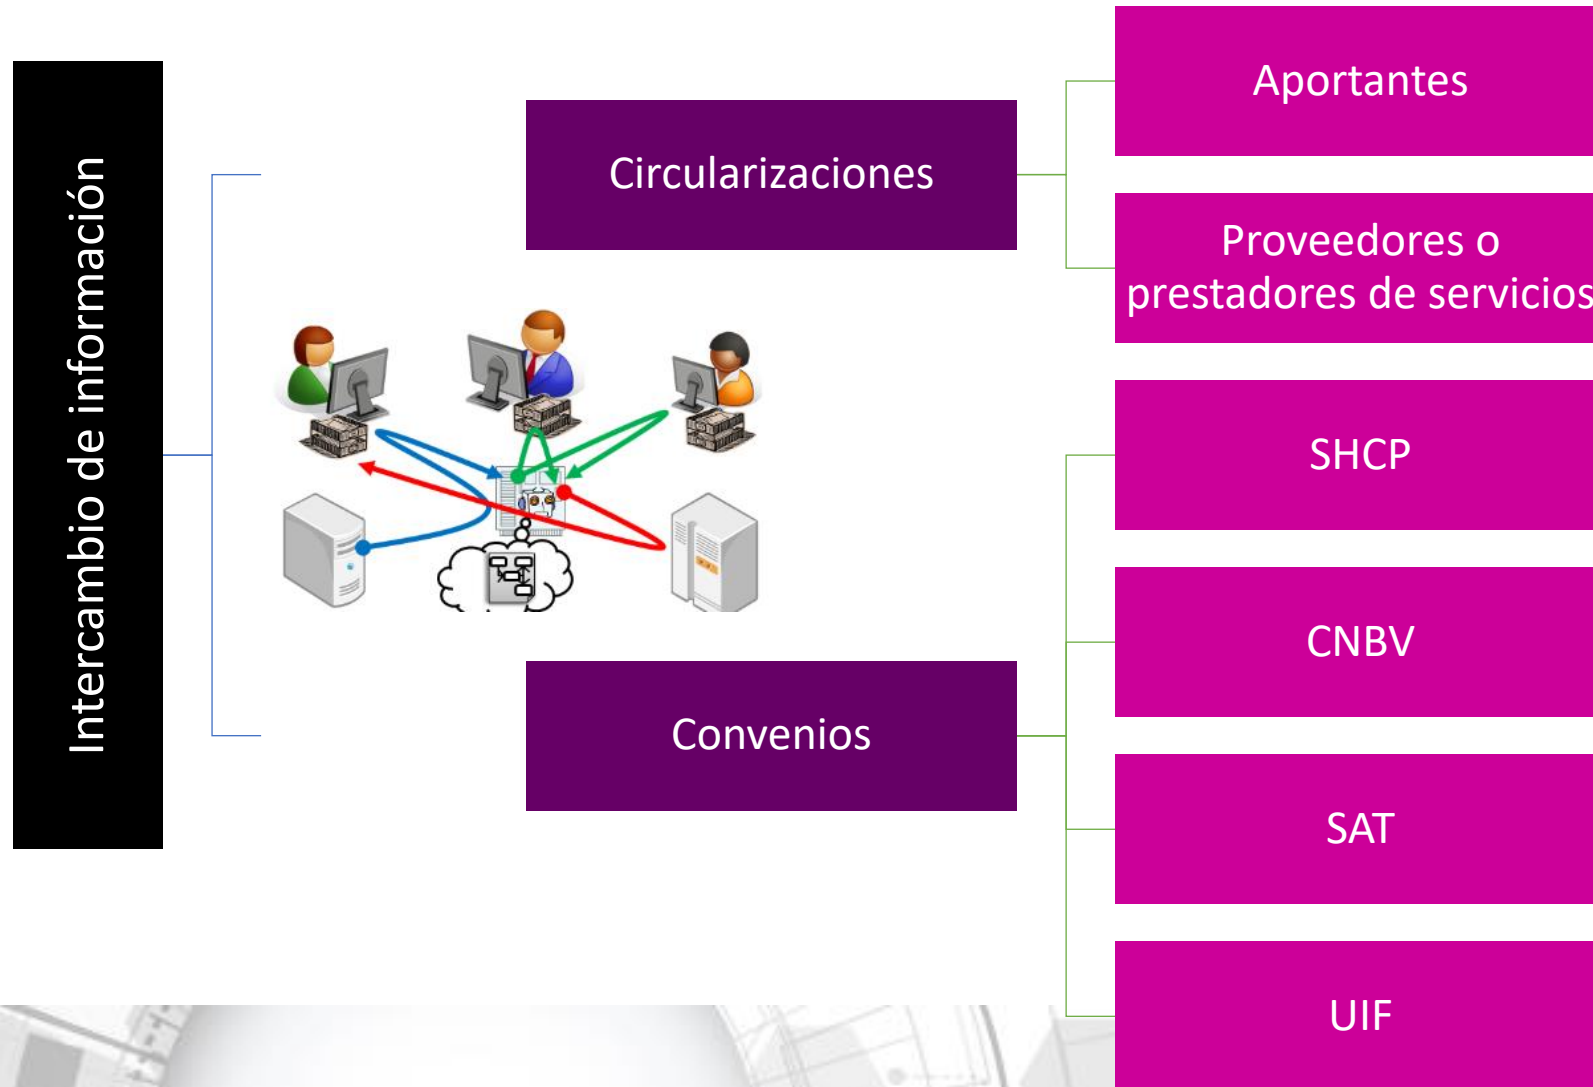 Intercambio de información
Circularizaciones
Aportantes
Proveedores o
prestadores de servicios
Convenios
SHCP
CNBV
SAT
UIF